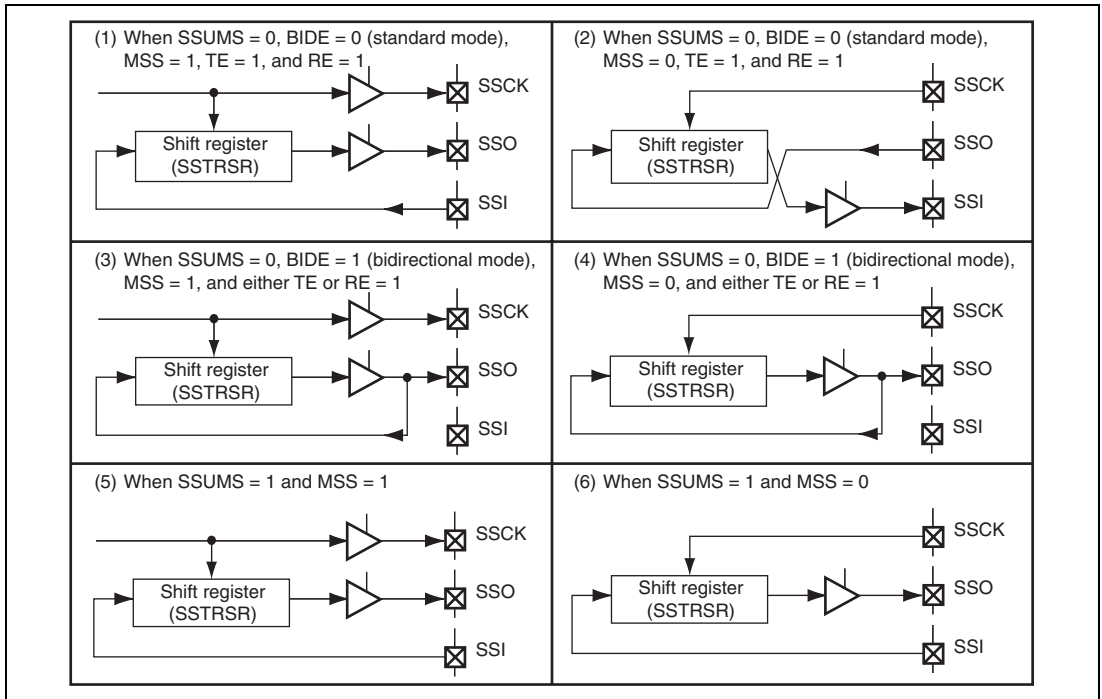 (1) When SSUMS = 0, BIDE = 0 (standard mode),
MSS = 1, TE = 1, and RE = 1
SSCK
Shift register
(SSTRSR)
SSO
SSI
(2) When SSUMS = 0, BIDE = 0 (standard mode),
MSS = 0, TE = 1, and RE = 1
SSCK
Shift register
(SSTRSR)
SSO
SSI
(3) When SSUMS = 0, BIDE = 1 (bidirectional mode),
MSS = 1, and either TE or RE = 1
SSCK
Shift register
(SSTRSR)
SSO
SSI
(4) When SSUMS = 0, BIDE = 1 (bidirectional mode),
MSS = 0, and either TE or RE = 1
SSCK
Shift register
(SSTRSR)
SSO
SSI
(5) When SSUMS = 1 and MSS = 1
SSCK
Shift register
(SSTRSR)
SSO
SSI
(6) When SSUMS = 1 and MSS = 0
SSCK
Shift register
(SSTRSR)
SSO
SSI